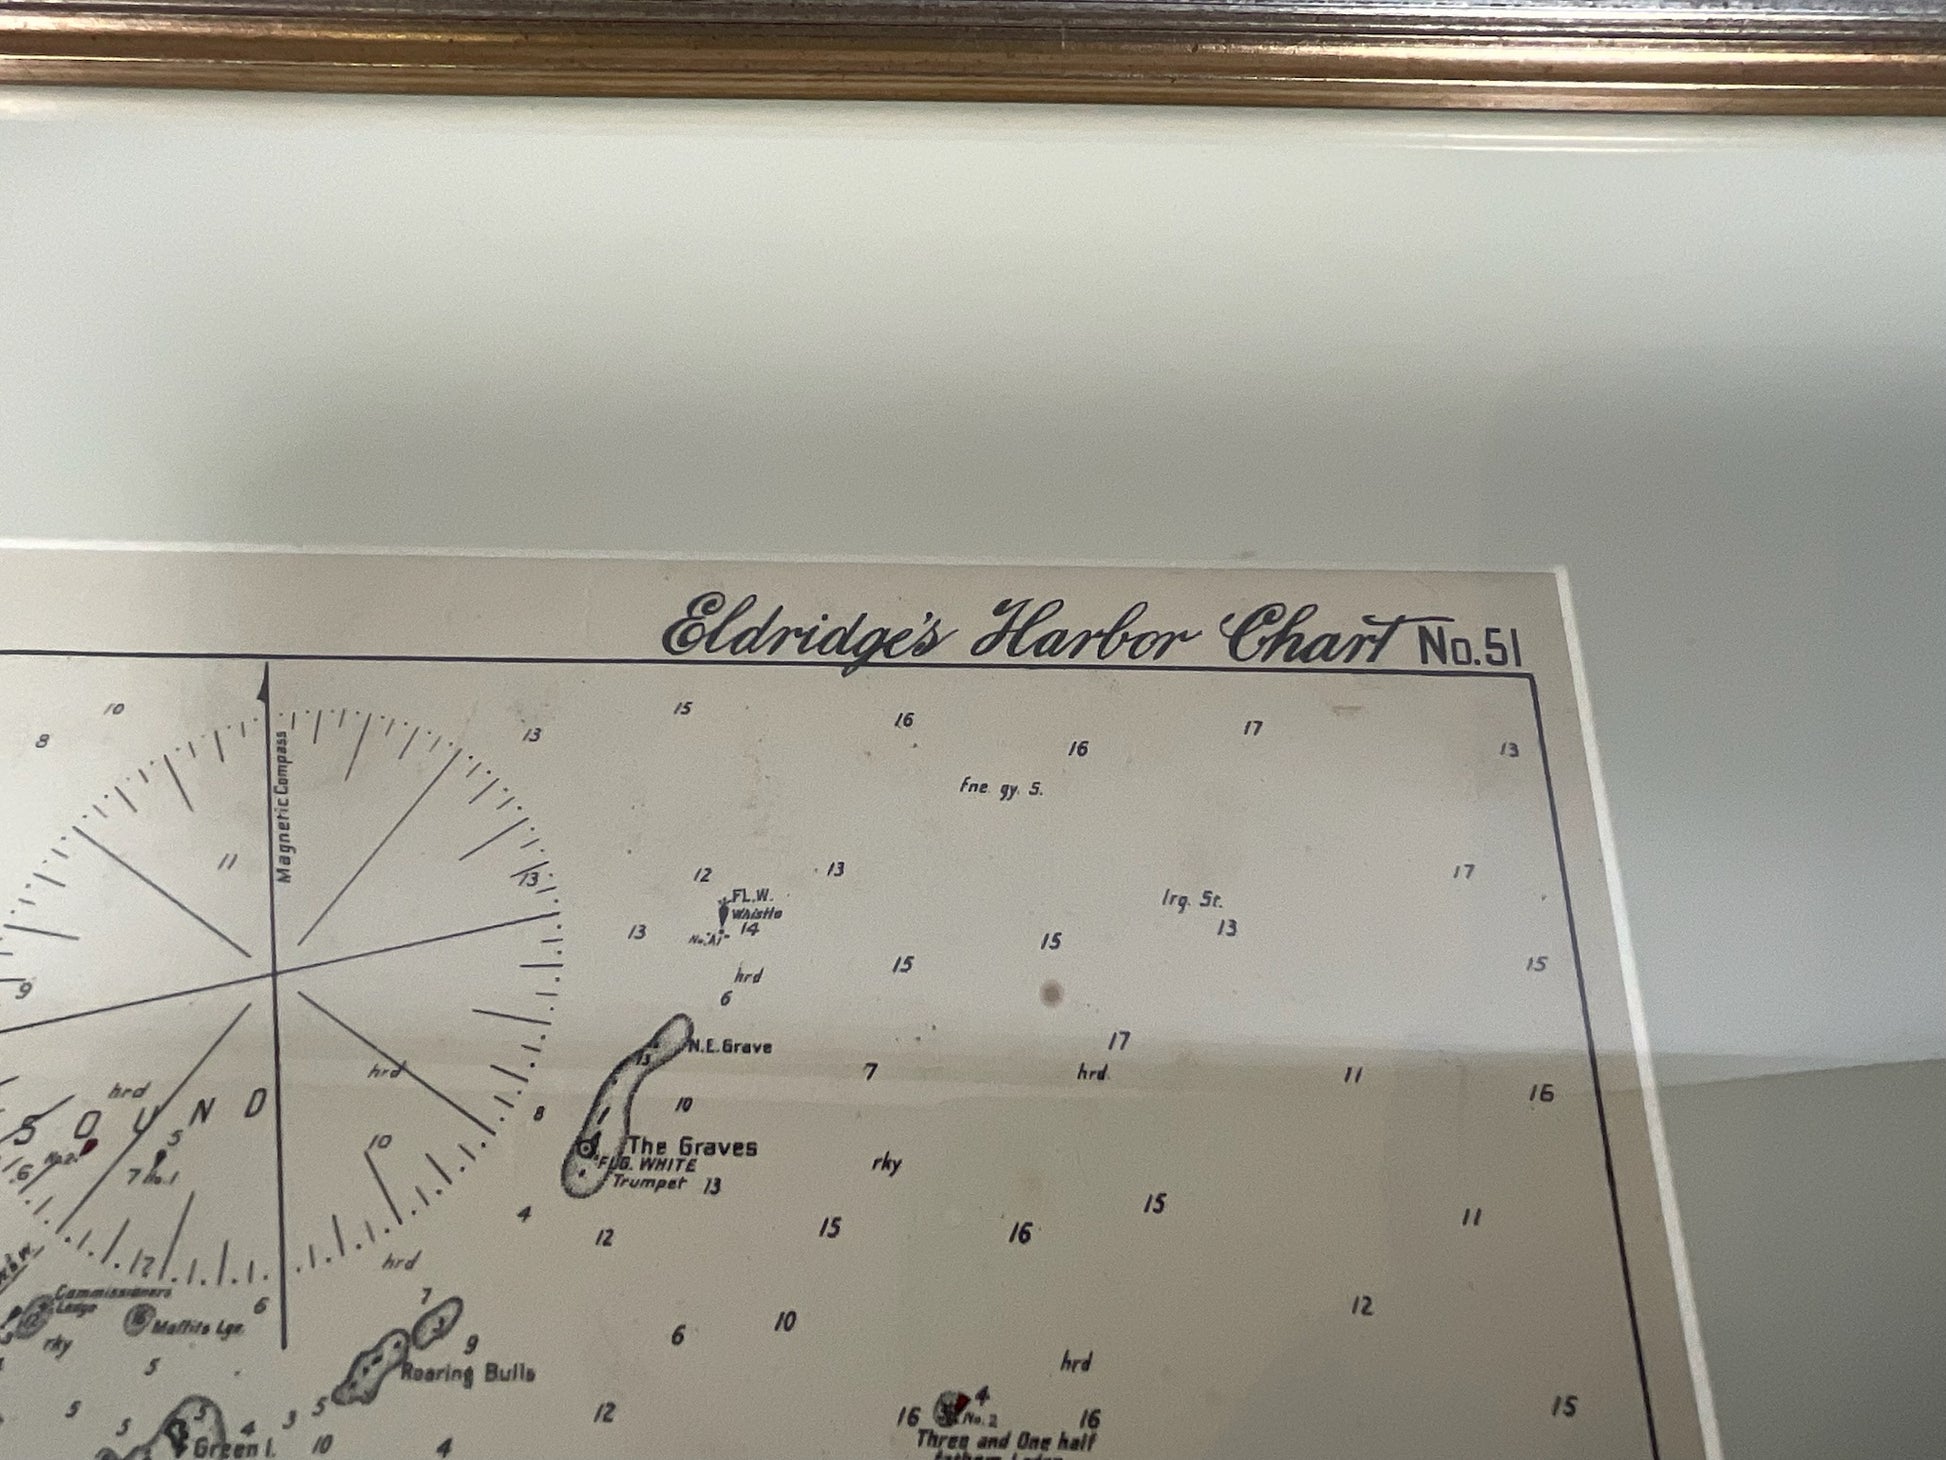 Eldridge's Harbor Chart No.51
10
15
16
17
8
13
16
13
Magnetic Compass
Fne. gy. S.
11
12
13
17
13
FL.W.
Whistle
Irg. St.
13
14
13
15
15
15
hrd
9
6
N.E.Grave
17
13
hrd
7
hrd.
11
16
hrd
S O U N D
8
10
5
10
The Graves
rky
FLG. WHITE
6
7 No.1
Trumpet 13
15
4
12
15
16
11
hrd
12
Commissioners
Ledge
6
7
12
rky
10
6
9
5
Roaring Bulls
hrd
4
5
5
5
3
5
12
16
No.2
16
15
4
Green I.
10
4
Three and One half